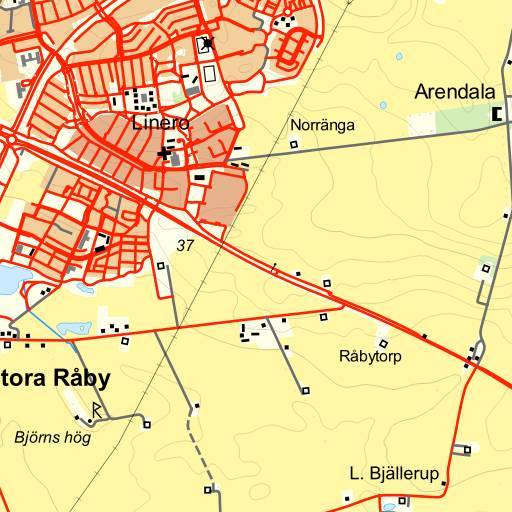 Arendala
Linero
Norränga
37
Råbytorp
tora Råby
Björns hög
L. Bjällerup